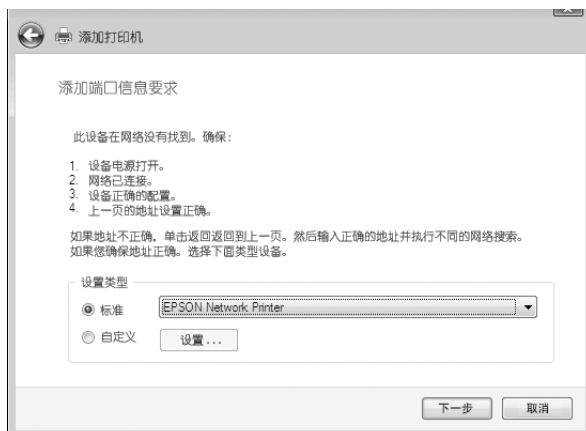 添加打印机
添加端口信息要求
此设备在网络没有找到。确保:
1. 设备电源打开。
2. 网络已连接。
3. 设备正确的配置。
4. 上一页的地址设置正确。
如果地址不正确，单击返回返回到上一页。然后输入正确的地址并执行不同的网络搜索。
如果您确保地址正确。选择下面类型设备。
设置类型
标准 EPSON Network Printer
自定义 设置...
下一步 取消